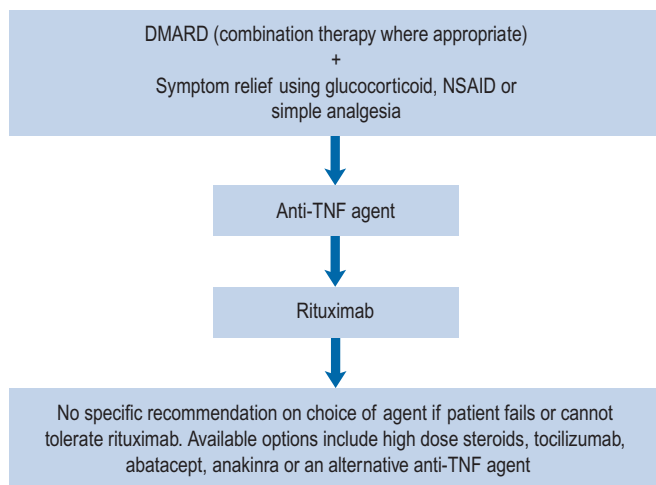 DMARD (combination therapy where appropriate)
+
Symptom relief using glucocorticoid, NSAID or
simple analgesia
Anti-TNF agent
Rituximab
No specific recommendation on choice of agent if patient fails or cannot
tolerate rituximab. Available options include high dose steroids, tocilizumab,
abatacept, anakinra or an alternative anti-TNF agent